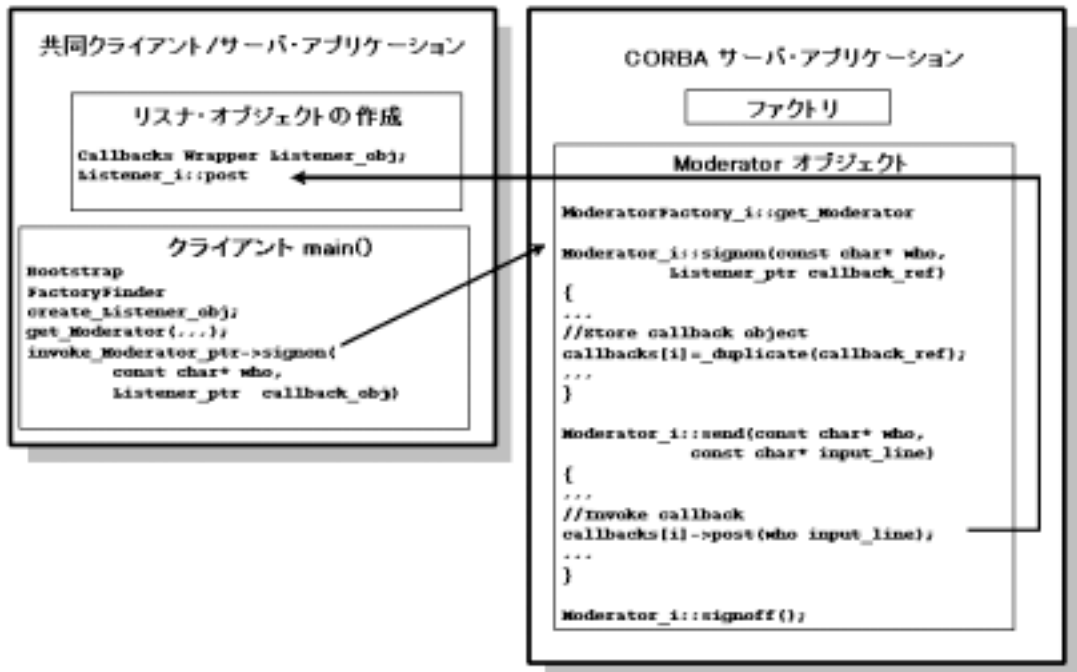 共同クライアント/サーバ・アプリケーション
リスナ・オブジェクトの作成
Callbacks Wrapper Listener_obj;
Listener_i::post
クライアント main()
Bootstrap
FactoryFinder
create_Listener_obj;
get_Moderator(...);
invoke_Moderator_ptr->signon(
const char* who,
Listener_ptr callback_obj)
CORBA サーバ・アプリケーション
ファクトリ
Moderator オブジェクト
ModeratorFactory_i::get_Moderator
Moderator_i::signon(const char* who,
Listener_ptr callback_ref)
{
...
//Store callback object
callbacks[i]=_duplicate(callback_ref);
...
}
Moderator_i::send(const char* who,
const char* input_line)
{
...
//Invoke callback
callbacks[i]->post(who input_line);
...
}
Moderator_i::signoff();